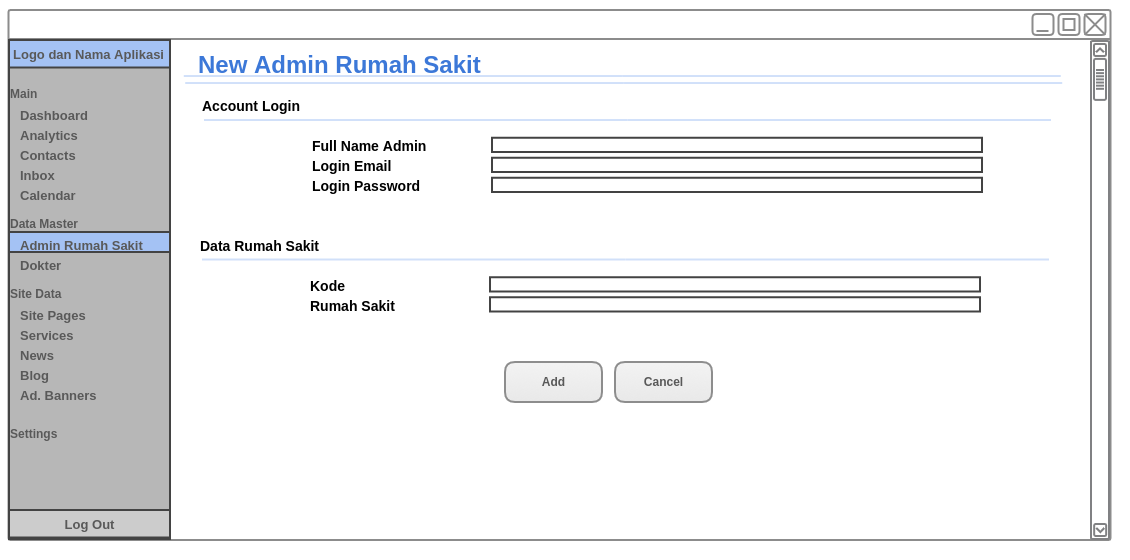 Logo dan Nama Aplikasi
Main
Dashboard
Analytics
Contacts
Inbox
Calendar
Data Master
Admin Rumah Sakit
Dokter
Site Data
Site Pages
Services
News
Blog
Ad. Banners
Settings
Log Out
New Admin Rumah Sakit
Account Login
Full Name Admin
Login Email
Login Password
Data Rumah Sakit
Kode
Rumah Sakit
Add
Cancel